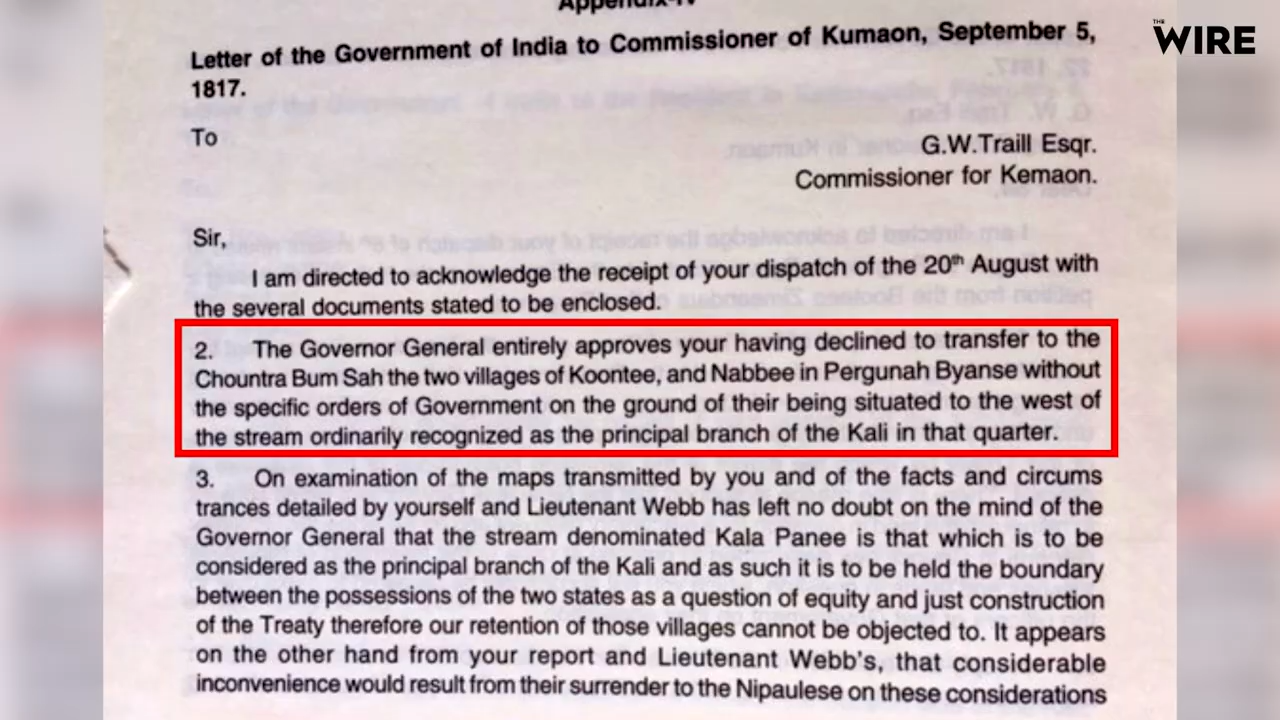 Appendix-IV
THE
WIRE
Letter of the Government of India to Commissioner of Kumaon, September 5,
1817.
To
G.W.Traill Esqr.
Commissioner for Kemaon.
Sir,
I am directed to acknowledge the receipt of your dispatch of the 20th August with
the several documents stated to be enclosed.
2. The Governor General entirely approves your having declined to transfer to the
Chountra Bum Sah the two villages of Koontee, and Nabbee in Pergunah Byanse without
the specific orders of Government on the ground of their being situated to the west of
the stream ordinarily recognized as the principal branch of the Kali in that quarter.
3. On examination of the maps transmitted by you and of the facts and circums
trances detailed by yourself and Lieutenant Webb has left no doubt on the mind of the
Governor General that the stream denominated Kala Panee is that which is to be
considered as the principal branch of the Kali and as such it is to be held the boundary
between the possessions of the two states as a question of equity and just construction
of the Treaty therefore our retention of those villages cannot be objected to. It appears
on the other hand from your report and Lieutenant Webb's, that considerable
inconvenience would result from their surrender to the Nipaulese on these considerations